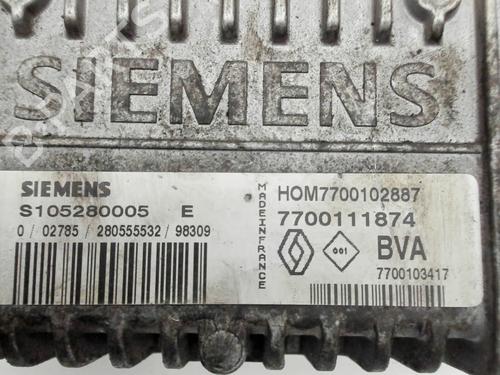 SIEMENS
SIEMENS
S105280005 E
0 / 02785 / 280555532 / 98309
MADE IN FRANCE
HOM7700102887
7700111874
001
BVA
7700103417